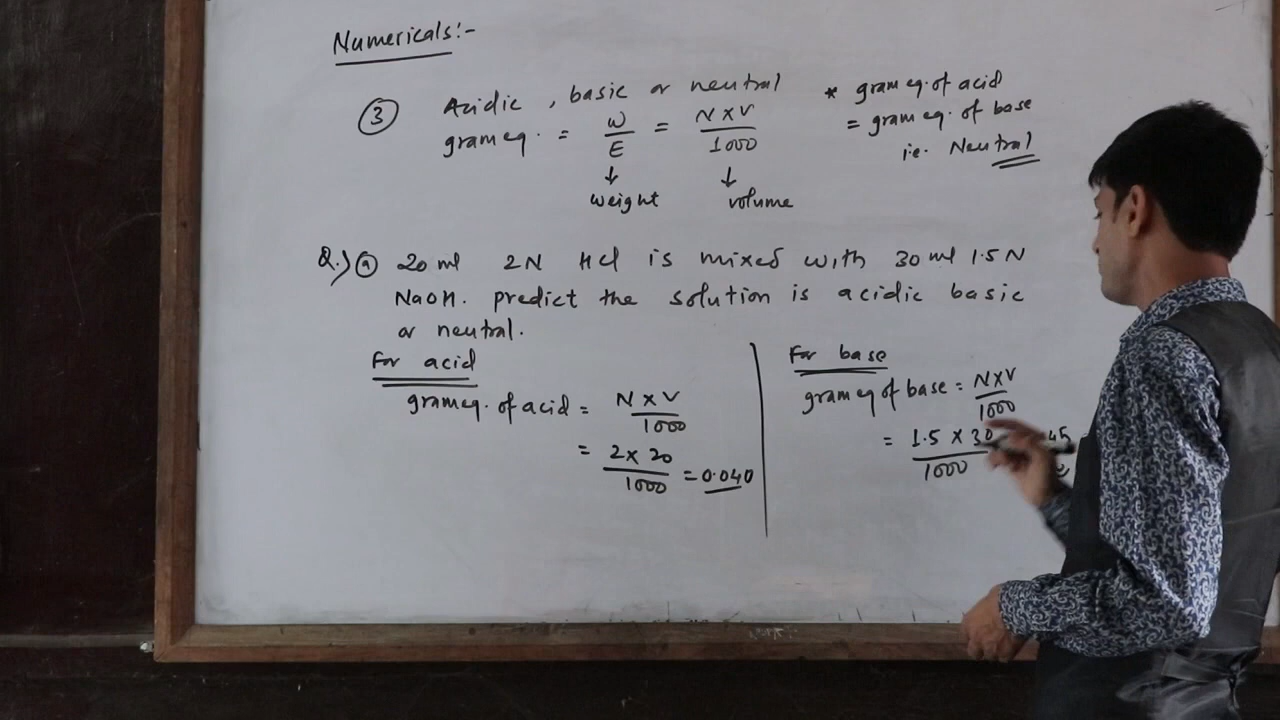 Numericals:-
③ Acidic, basic or neutral
gram eq. = W/E = N×V/1000
↓ ↓
weight volume
* gram eq. of acid
= gram eq. of base
i.e. Neutral
Q.) ⓐ 20 ml 2N HCl is mixed with 30 ml 1.5 N
NaOH. predict the solution is acidic basic
or neutral.
For acid
gram eq. of acid = N × V/1000
= 2 × 20/1000 = 0.040
For base
gram eq of base = N×V/1000
= 1.5 × 30/1000 45